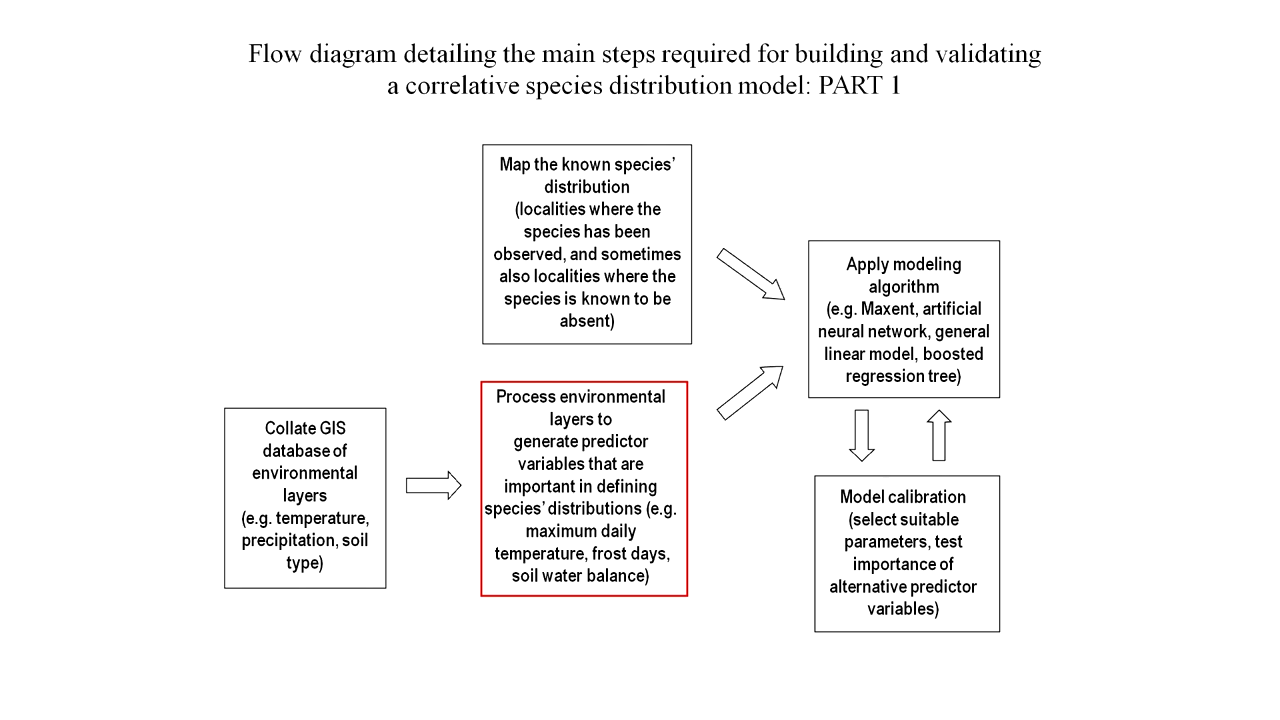 Flow diagram detailing the main steps required for building and validating
a correlative species distribution model: PART 1
Map the known species’
distribution
(localities where the
species has been
observed, and sometimes
also localities where the
species is known to be
absent)
Apply modeling
algorithm
(e.g. Maxent, artificial
neural network, general
linear model, boosted
regression tree)
Process environmental
layers to
generate predictor
variables that are
important in defining
species’ distributions (e.g.
maximum daily
temperature, frost days,
soil water balance)
Collate GIS
database of
environmental
layers
(e.g. temperature,
precipitation, soil
type)
Model calibration
(select suitable
parameters, test
importance of
alternative predictor
variables)